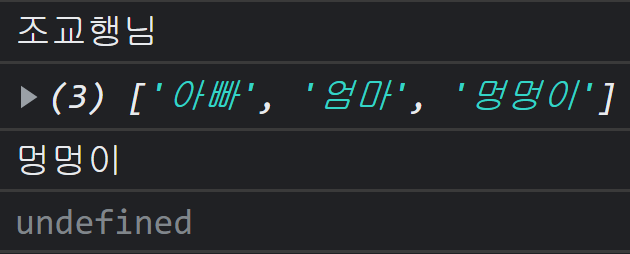 조교행님
▶ (3) ['아빠', '엄마', '멍멍이']
멍멍이
undefined